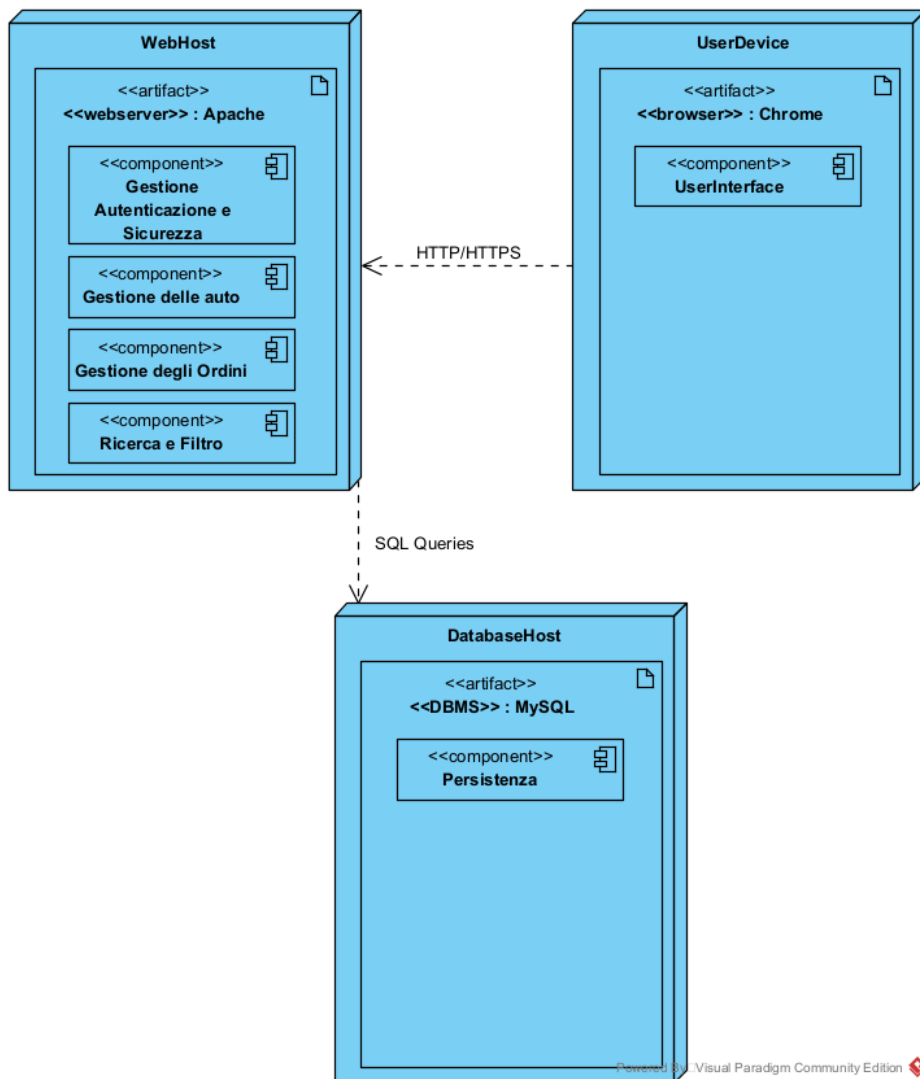 WebHost
<<artifact>>
<<webserver>> : Apache
<<component>>
Gestione
Autenticazione e
Sicurezza
<<component>>
Gestione delle auto
<<component>>
Gestione degli Ordini
<<component>>
Ricerca e Filtro
UserDevice
<<artifact>>
<<browser>> : Chrome
<<component>>
UserInterface
HTTP/HTTPS
SQL Queries
DatabaseHost
<<artifact>>
<<DBMS>> : MySQL
<<component>>
Persistenza
Powered By Visual Paradigm Community Edition